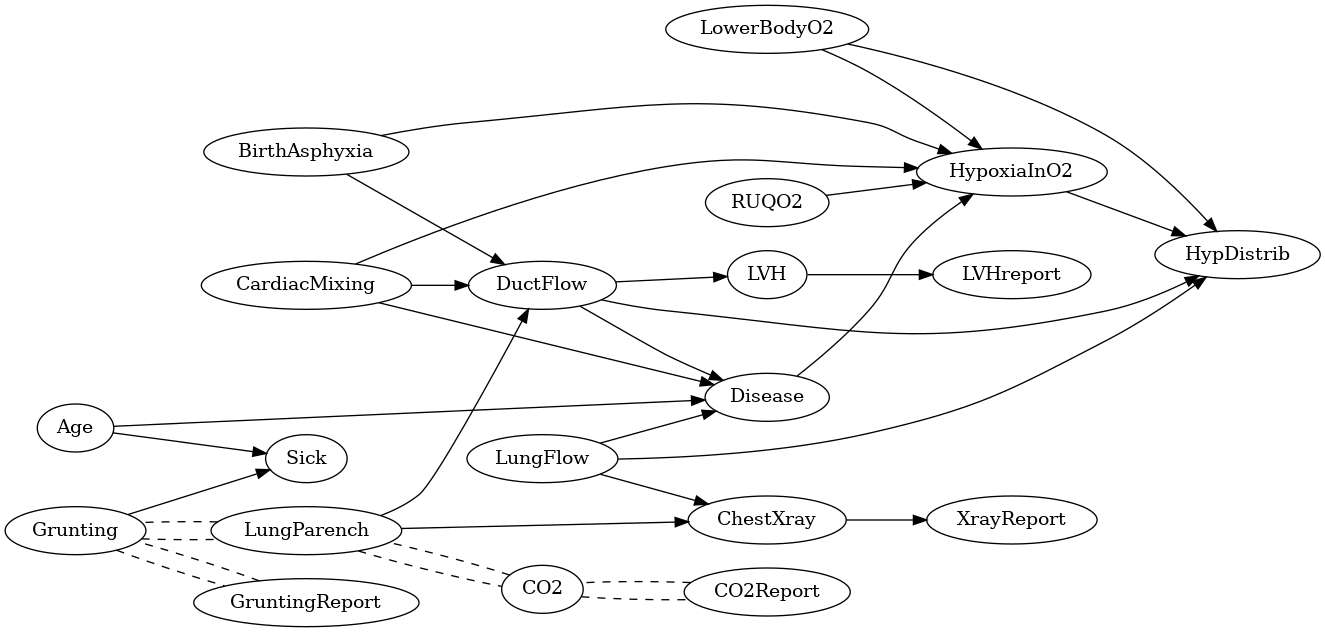 LowerBodyO2
BirthAsphyxia
HypoxiaInO2
RUQO2
HypDistrib
CardiacMixing
DuctFlow
LVH
LVHreport
Disease
Age
Sick
LungFlow
Grunting
LungParench
ChestXray
XrayReport
CO2
CO2Report
GruntingReport